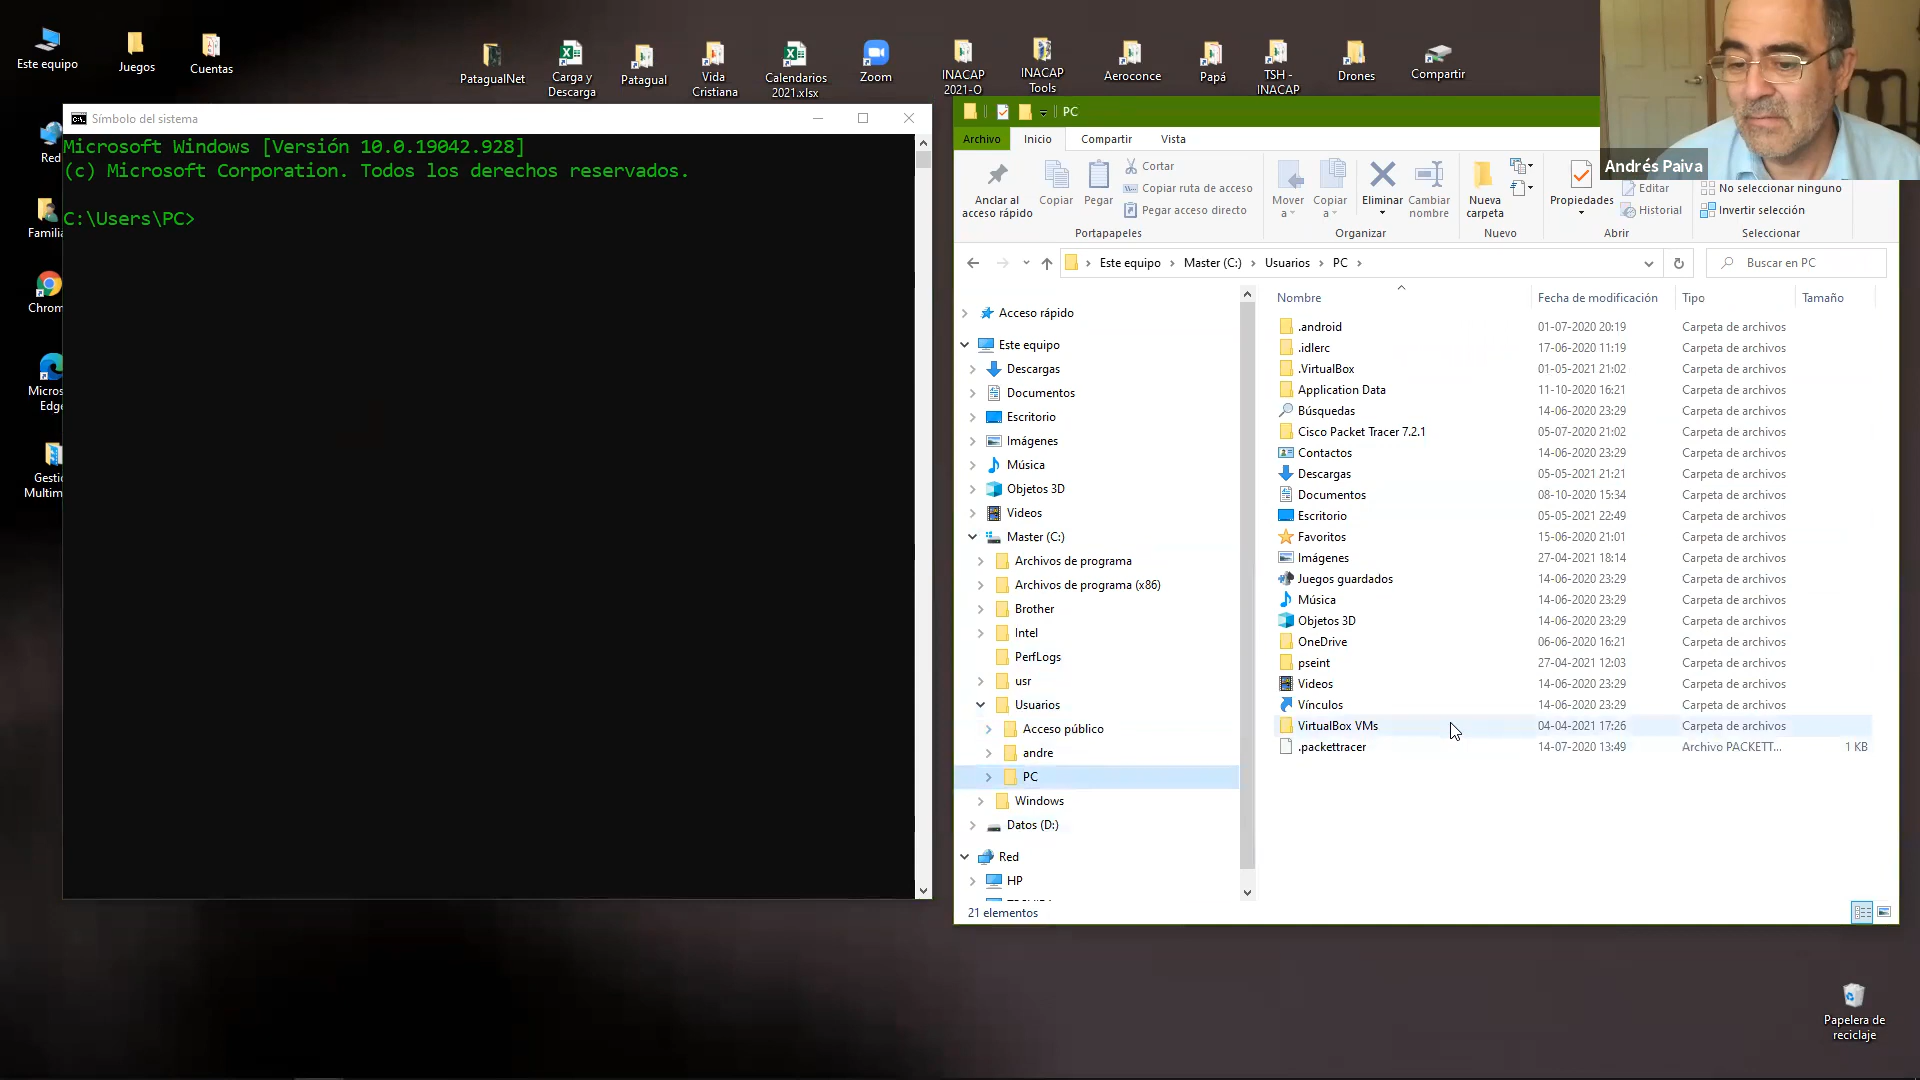 Este equipo
Juegos
Cuentas
PatagualNet
Carga y
Descarga
Patagual
Vida
Cristiana
Calendarios
2021.xlsx
Zoom
INACAP
2021-O
INACAP
Tools
Aeroconce
Papá
TSH -
INACAP
Drones
Compartir
Andrés Paiva
Red
Familia
Chrom
Micros
Edge
Gestic
Multim
Símbolo del sistema
Microsoft Windows [Versión 10.0.19042.928]
(c) Microsoft Corporation. Todos los derechos reservados.
C:\Users\PC>
PC
Archivo
Inicio
Compartir
Vista
Anclar al
acceso rápido
Copiar
Pegar
Cortar
Copiar ruta de acceso
Pegar acceso directo
Portapapeles
Mover
a
Copiar
a
Eliminar
Cambiar
nombre
Organizar
Nueva
carpeta
Nuevo
Propiedades
Editar
Historial
Abrir
No seleccionar ninguno
Invertir selección
Seleccionar
Este equipo > Master (C:) > Usuarios > PC >
Buscar en PC
Acceso rápido
Este equipo
Descargas
Documentos
Escritorio
Imágenes
Música
Objetos 3D
Videos
Master (C:)
Archivos de programa
Archivos de programa (x86)
Brother
Intel
PerfLogs
usr
Usuarios
Acceso público
andre
PC
Windows
Datos (D:)
Red
HP
Nombre Fecha de modificación Tipo Tamaño
.android 01-07-2020 20:19 Carpeta de archivos
.idlerc 17-06-2020 11:19 Carpeta de archivos
.VirtualBox 01-05-2021 21:02 Carpeta de archivos
Application Data 11-10-2020 16:21 Carpeta de archivos
Búsquedas 14-06-2020 23:29 Carpeta de archivos
Cisco Packet Tracer 7.2.1 05-07-2020 21:02 Carpeta de archivos
Contactos 14-06-2020 23:29 Carpeta de archivos
Descargas 05-05-2021 21:21 Carpeta de archivos
Documentos 08-10-2020 15:34 Carpeta de archivos
Escritorio 05-05-2021 22:49 Carpeta de archivos
Favoritos 15-06-2020 21:01 Carpeta de archivos
Imágenes 27-04-2021 18:14 Carpeta de archivos
Juegos guardados 14-06-2020 23:29 Carpeta de archivos
Música 14-06-2020 23:29 Carpeta de archivos
Objetos 3D 14-06-2020 23:29 Carpeta de archivos
OneDrive 06-06-2020 16:21 Carpeta de archivos
pseint 27-04-2021 12:03 Carpeta de archivos
Videos 14-06-2020 23:29 Carpeta de archivos
Vínculos 14-06-2020 23:29 Carpeta de archivos
VirtualBox VMs 04-04-2021 17:26 Carpeta de archivos
.packettracer 14-07-2020 13:49 Archivo PACKETT... 1 KB
21 elementos
Papelera de
reciclaje